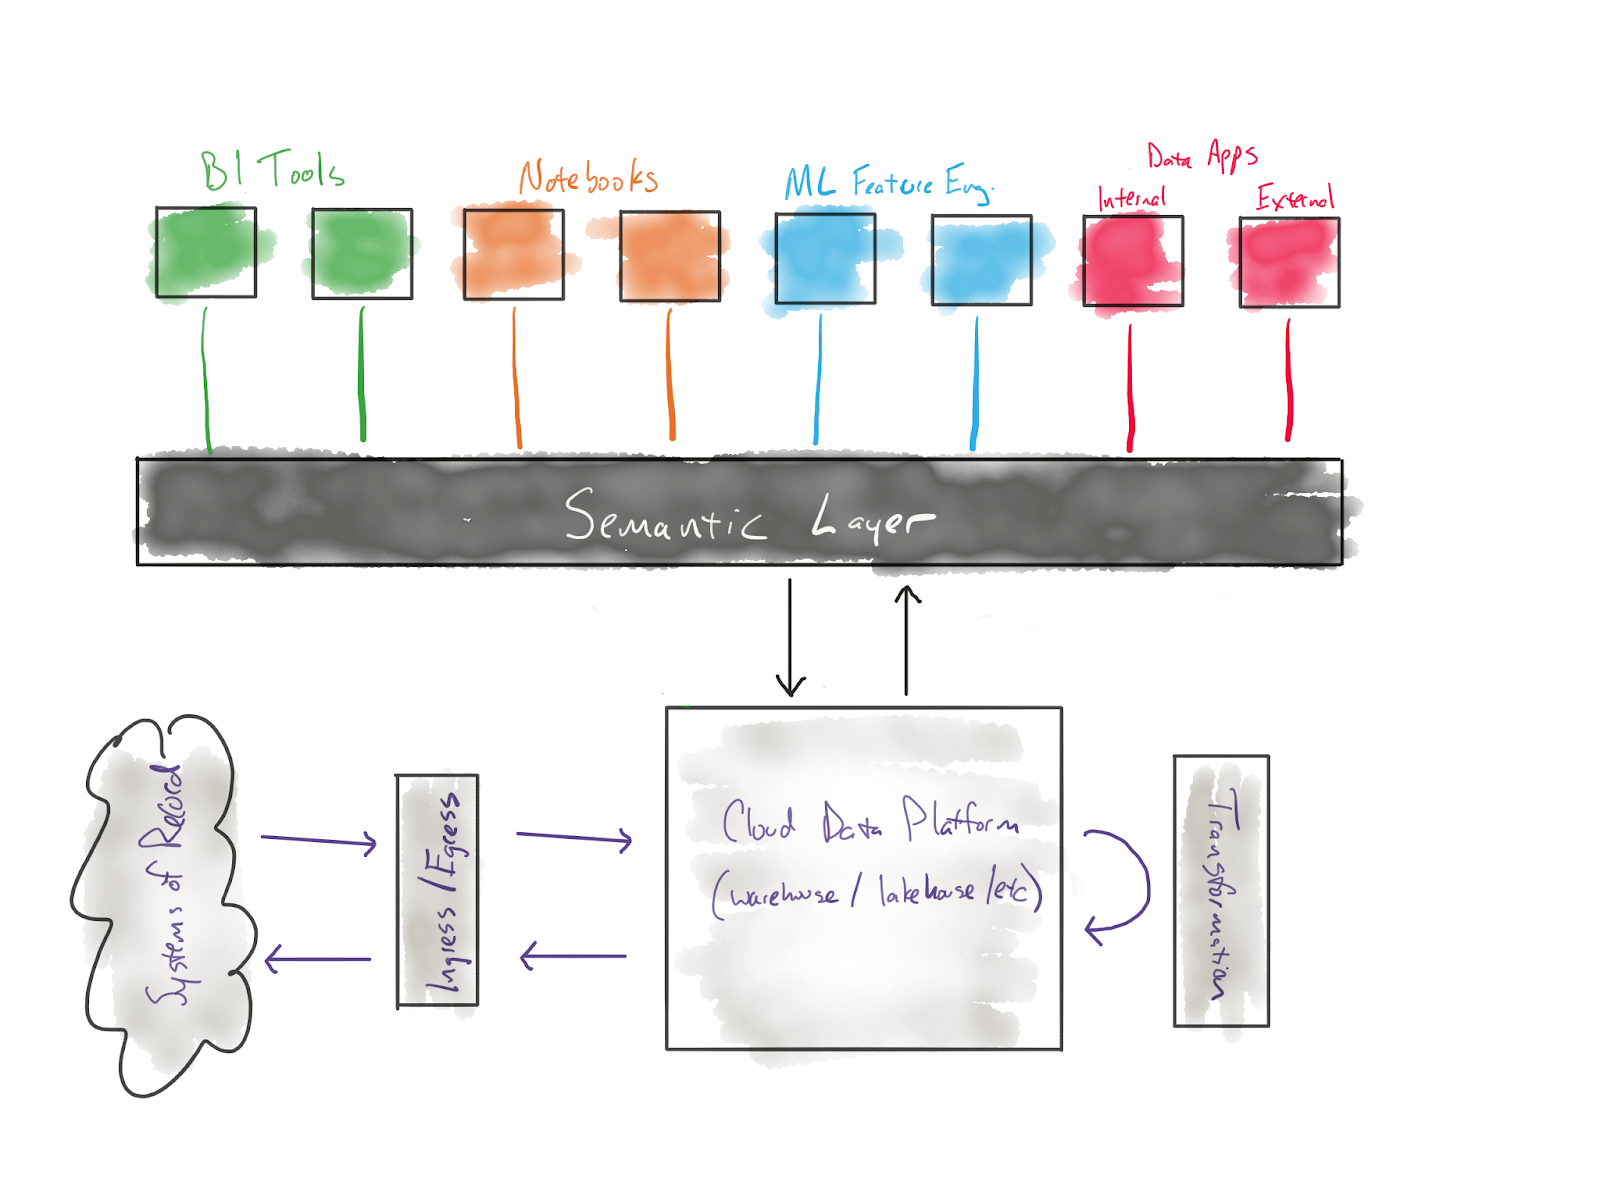 BI Tools
Notebooks
ML Feature Eng.
Data Apps
Internal
External
Semantic Layer
Systems of Record
Ingress/Egress
Cloud Data Platform
(warehouse / lakehouse /etc)
Transformation